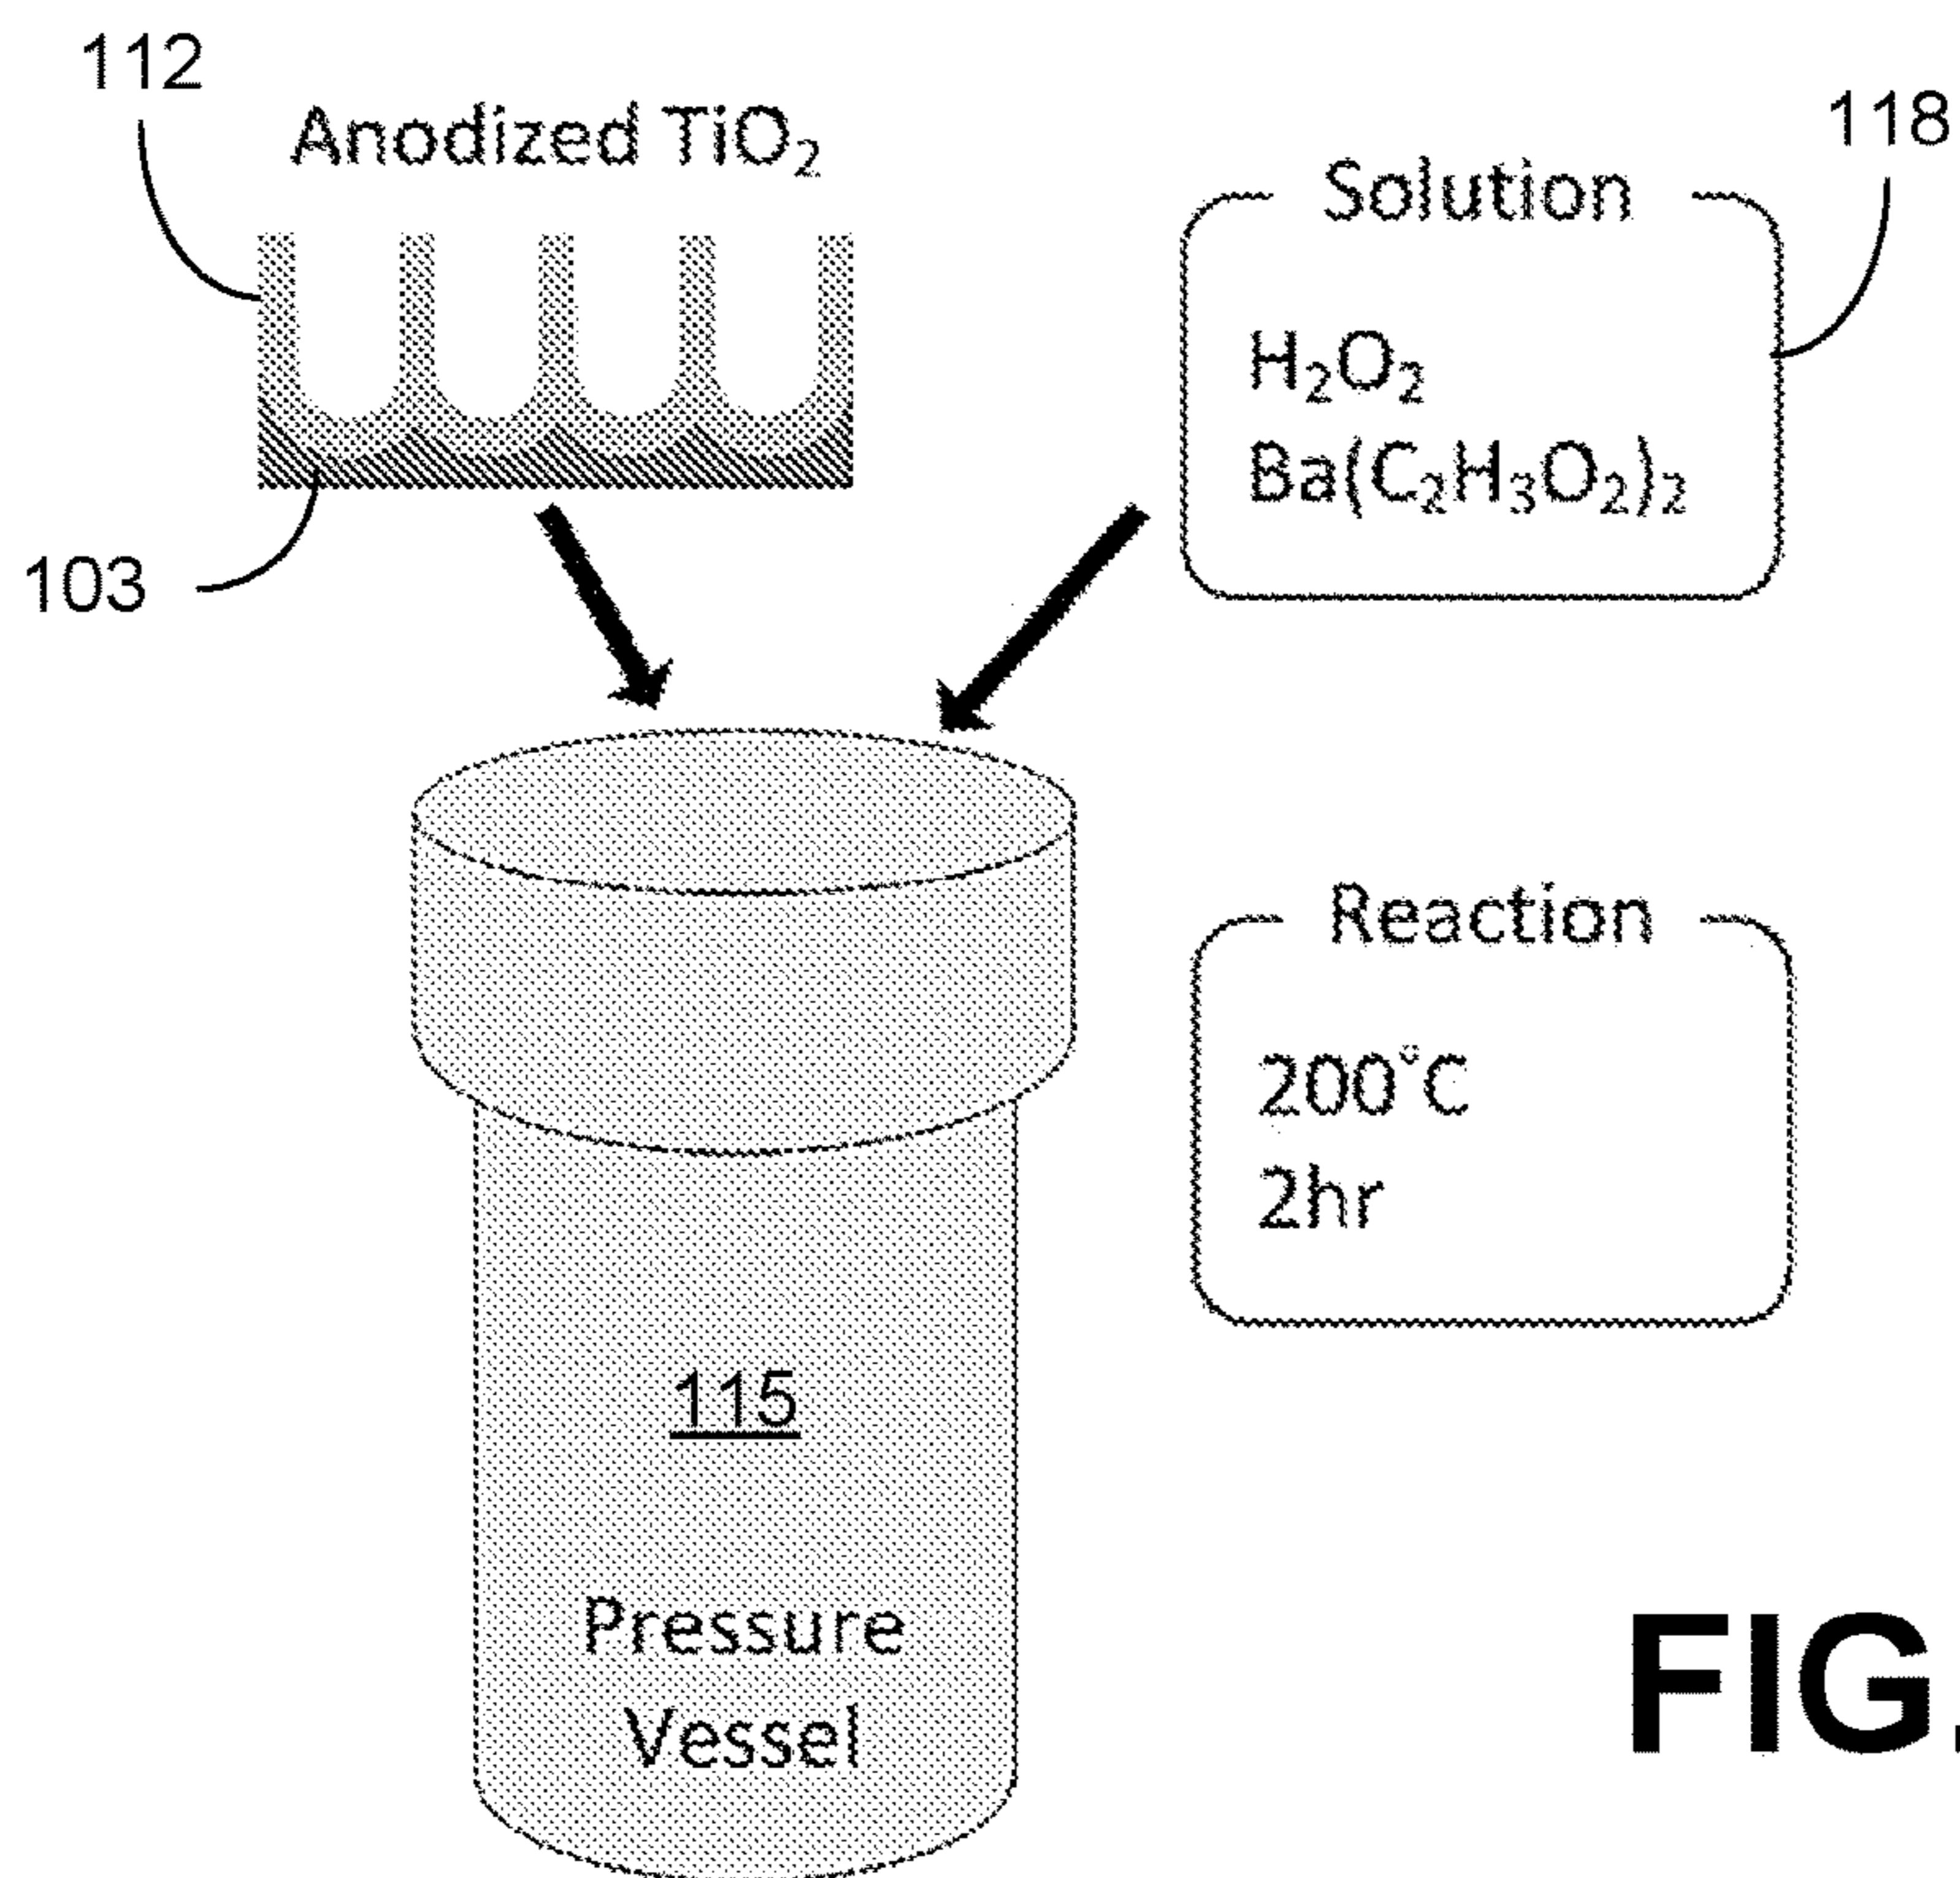 112
Anodized TiO₂
118
Solution
H₂O₂
Ba(C₂H₃O₂)₂
103
Reaction
200°C
2hr
115
Pressure
Vessel
FIG.